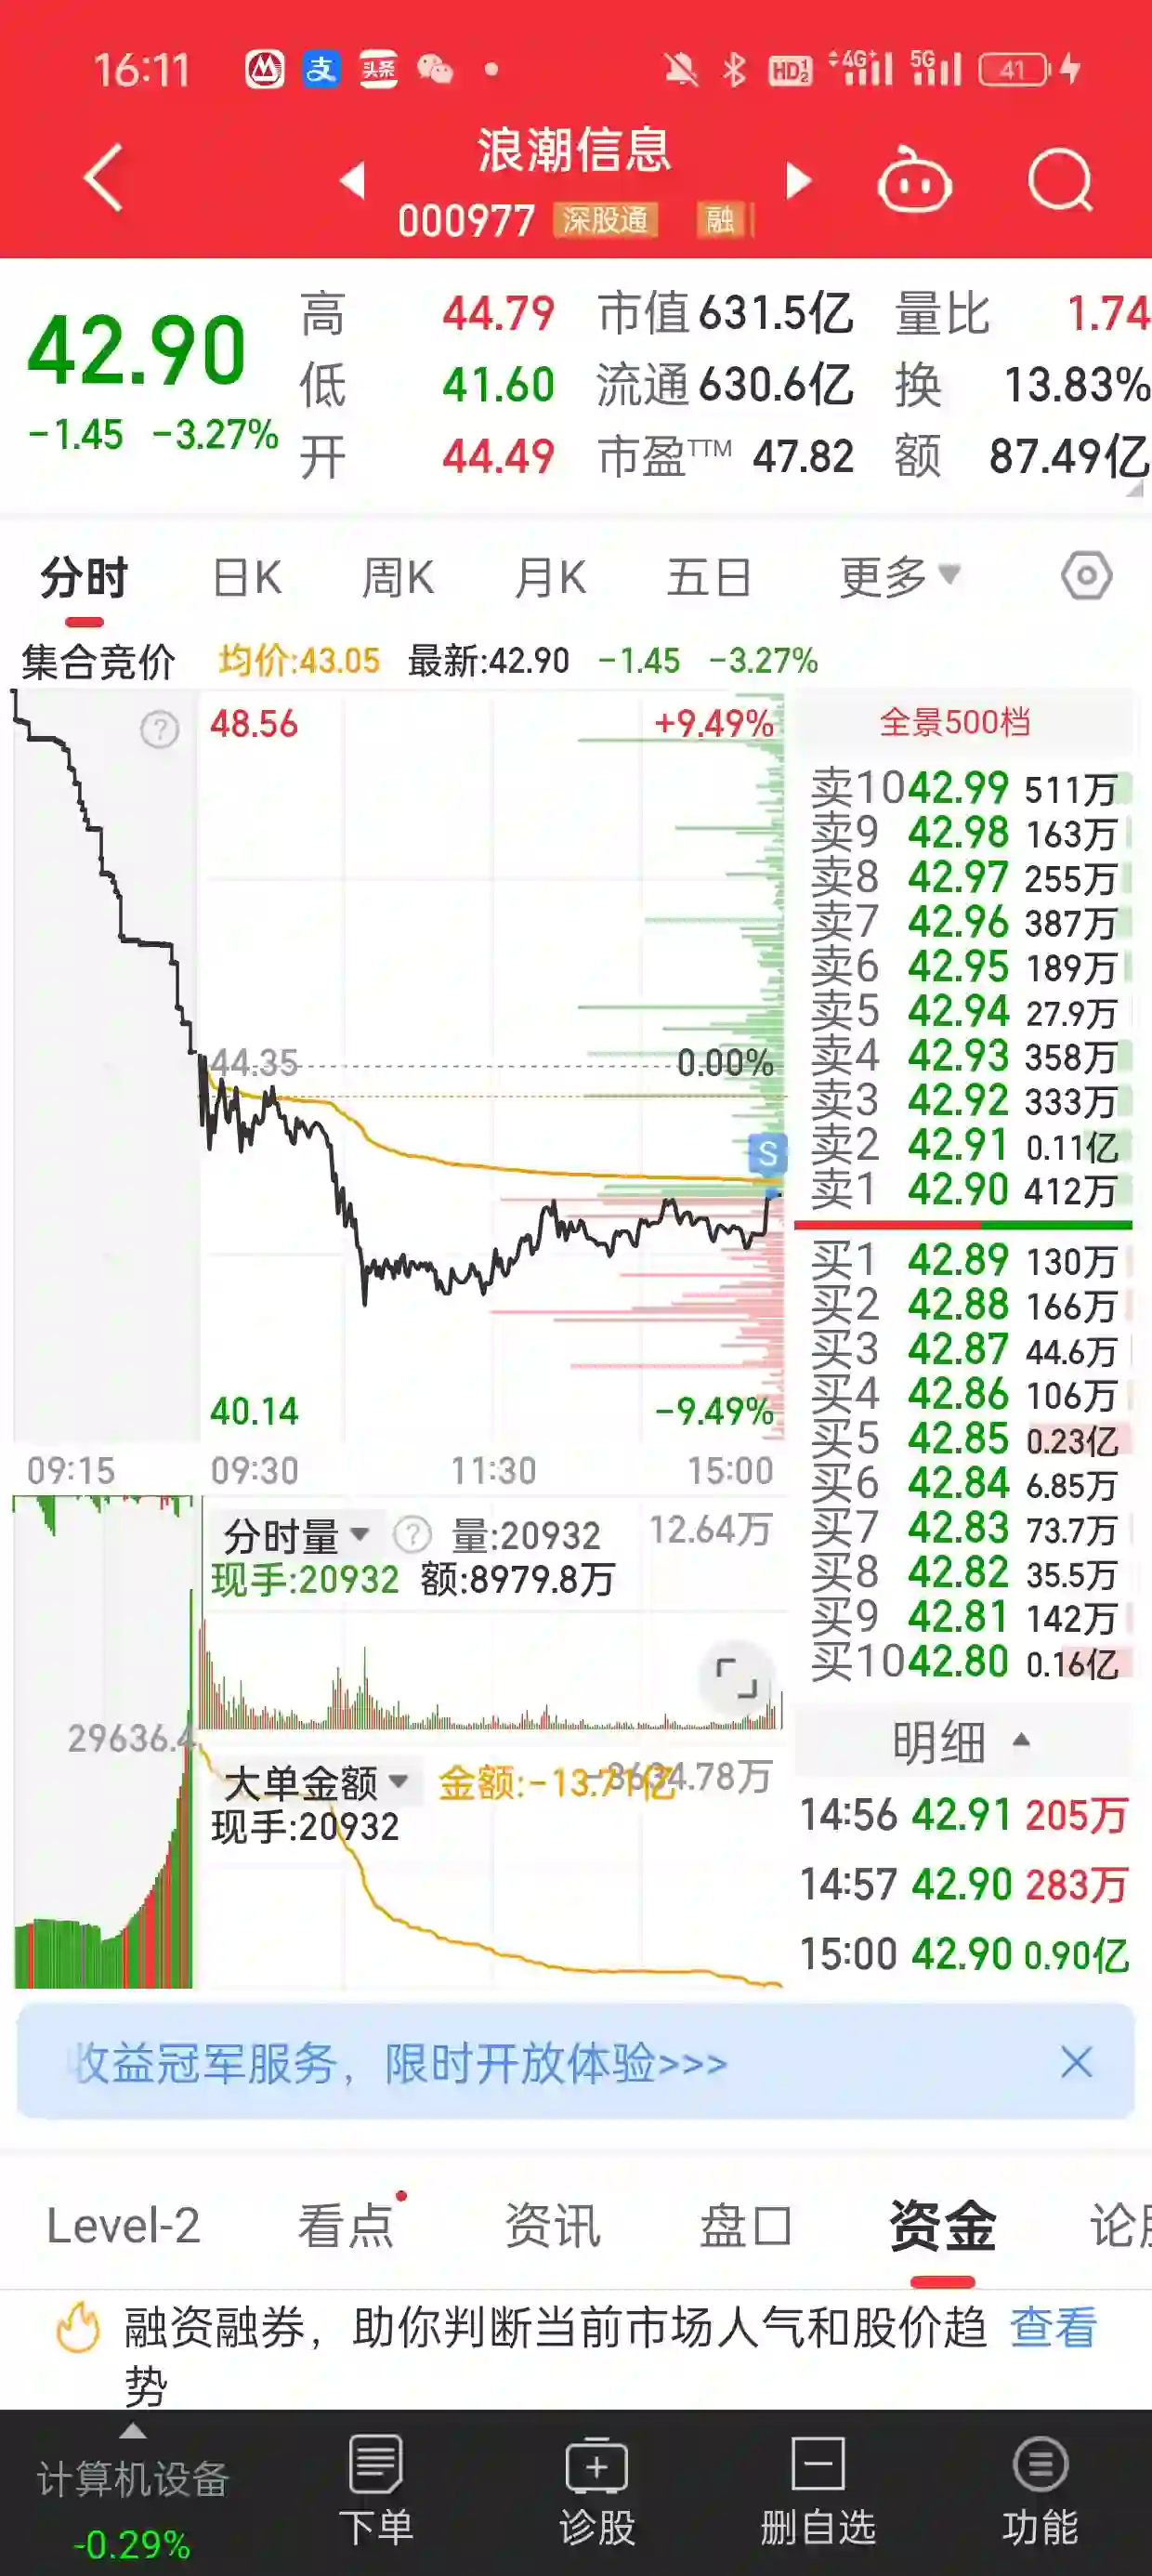 16:11 头条 HD 1 2 4G+ 5G 41
浪潮信息
000977 深股通 融
42.90
-1.45 -3.27%
高 44.79 市值 631.5亿 量比 1.74
低 41.60 流通 630.6亿 换 13.83%
开 44.49 市盈TTM 47.82 额 87.49亿
分时 日K 周K 月K 五日 更多
集合竞价 均价:43.05 最新:42.90 -1.45 -3.27%
48.56 +9.49%
44.35 0.00%
S
40.14 -9.49%
09:15 09:30 11:30 15:00
全景500档
卖10 42.99 511万
卖9 42.98 163万
卖8 42.97 255万
卖7 42.96 387万
卖6 42.95 189万
卖5 42.94 27.9万
卖4 42.93 358万
卖3 42.92 333万
卖2 42.91 0.11亿
卖1 42.90 412万
买1 42.89 130万
买2 42.88 166万
买3 42.87 44.6万
买4 42.86 106万
买5 42.85 0.23亿
买6 42.84 6.85万
买7 42.83 73.7万
买8 42.82 35.5万
买9 42.81 142万
买10 42.80 0.16亿
分时量 ? 量:20932 12.64万
现手:20932 额:8979.8万
29636.4
大单金额 金额:-13.71亿
现手:20932
明细
14:56 42.91 205万
14:57 42.90 283万
15:00 42.90 0.90亿
收益冠军服务，限时开放体验>>>
Level-2 看点 资讯 盘口 资金 论股
融资融券，助你判断当前市场人气和股价趋势 查看
计算机设备
-0.29%
下单 诊股 删自选 功能